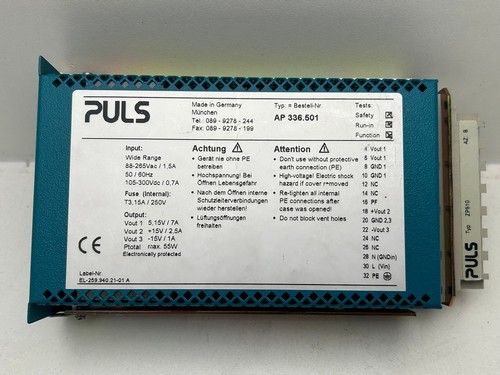 PULS
Made in Germany
München
Tel. 089 - 9278 - 244
Fax: 089 - 9278 - 199
Typ: = Bestell-Nr
AP 336.501
Tests:
Safety
Run-in
Function
Input:
Wide Range
88-265Vac / 1,5A
50 / 60Hz
105-300Vdc / 0,7A
Fuse (Internal):
T3,15A / 250V
Output:
Vout 1 5,15V / 7A
Vout 2 +15V / 2,5A
Vout 3 -15V / 1A
Ptotal max. 55W
Electronically protected
CE
Label-Nr.
EL-259.940.21-01 A
Achtung
• Gerät nie ohne PE
betreiben
• Hochspannung! Bei
Öffnen Lebensgefahr
• Nach dem Öffnen interne
Schutzleiterverbindungen
wieder herstellen!
• Lüftungsöffnungen
freihalten
Attention
• Don't use without protective
earth connection (PE)
• High-voltage! Electric shock
hazard if cover removed
• Re-tighten all internal
PE connections after
case was opened!
• Do not block vent holes
4 Vout 1
6 Vout 1
8 GND 1
10 GND 1
12 NC
14 NC
16 PF
18 +Vout 2
20 GND 2,3
22 -Vout 3
24 NC
26 NC
28 N (GNDin)
30 L (Vin)
32 PE
PULS
Typ ZP610
AZ: B